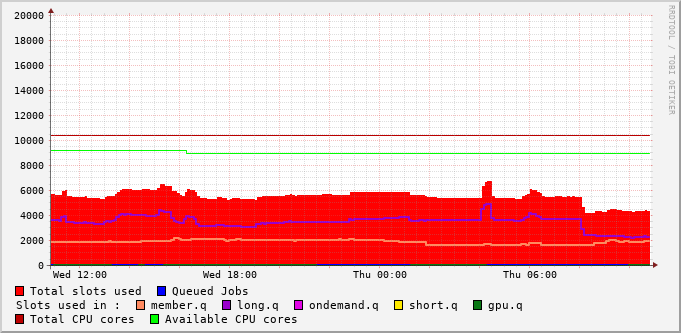 20000
18000
16000
14000
12000
10000
8000
6000
4000
2000
0
Wed 12:00 Wed 18:00 Thu 00:00 Thu 06:00
RRDTOOL / TOBI OETIKER
Total slots used Queued Jobs
Slots used in : member.q long.q ondemand.q short.q gpu.q
Total CPU cores Available CPU cores